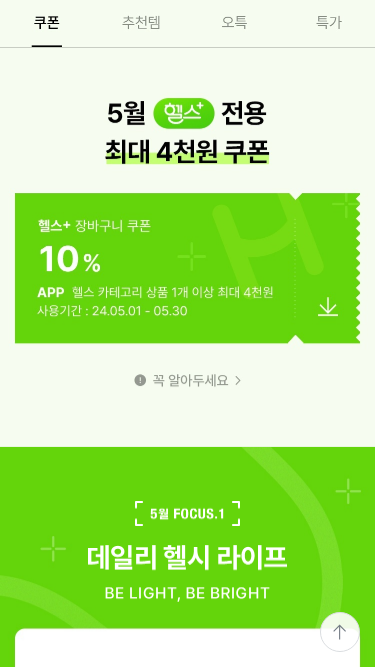 쿠폰 추천템 오특 특가
5월 헬스+ 전용
최대 4천원 쿠폰
헬스+ 장바구니 쿠폰
10%
APP 헬스 카테고리 상품 1개 이상 최대 4천원
사용기간 : 24.05.01 - 05.30
꼭 알아두세요
5월 FOCUS.1
데일리 헬시 라이프
BE LIGHT, BE BRIGHT